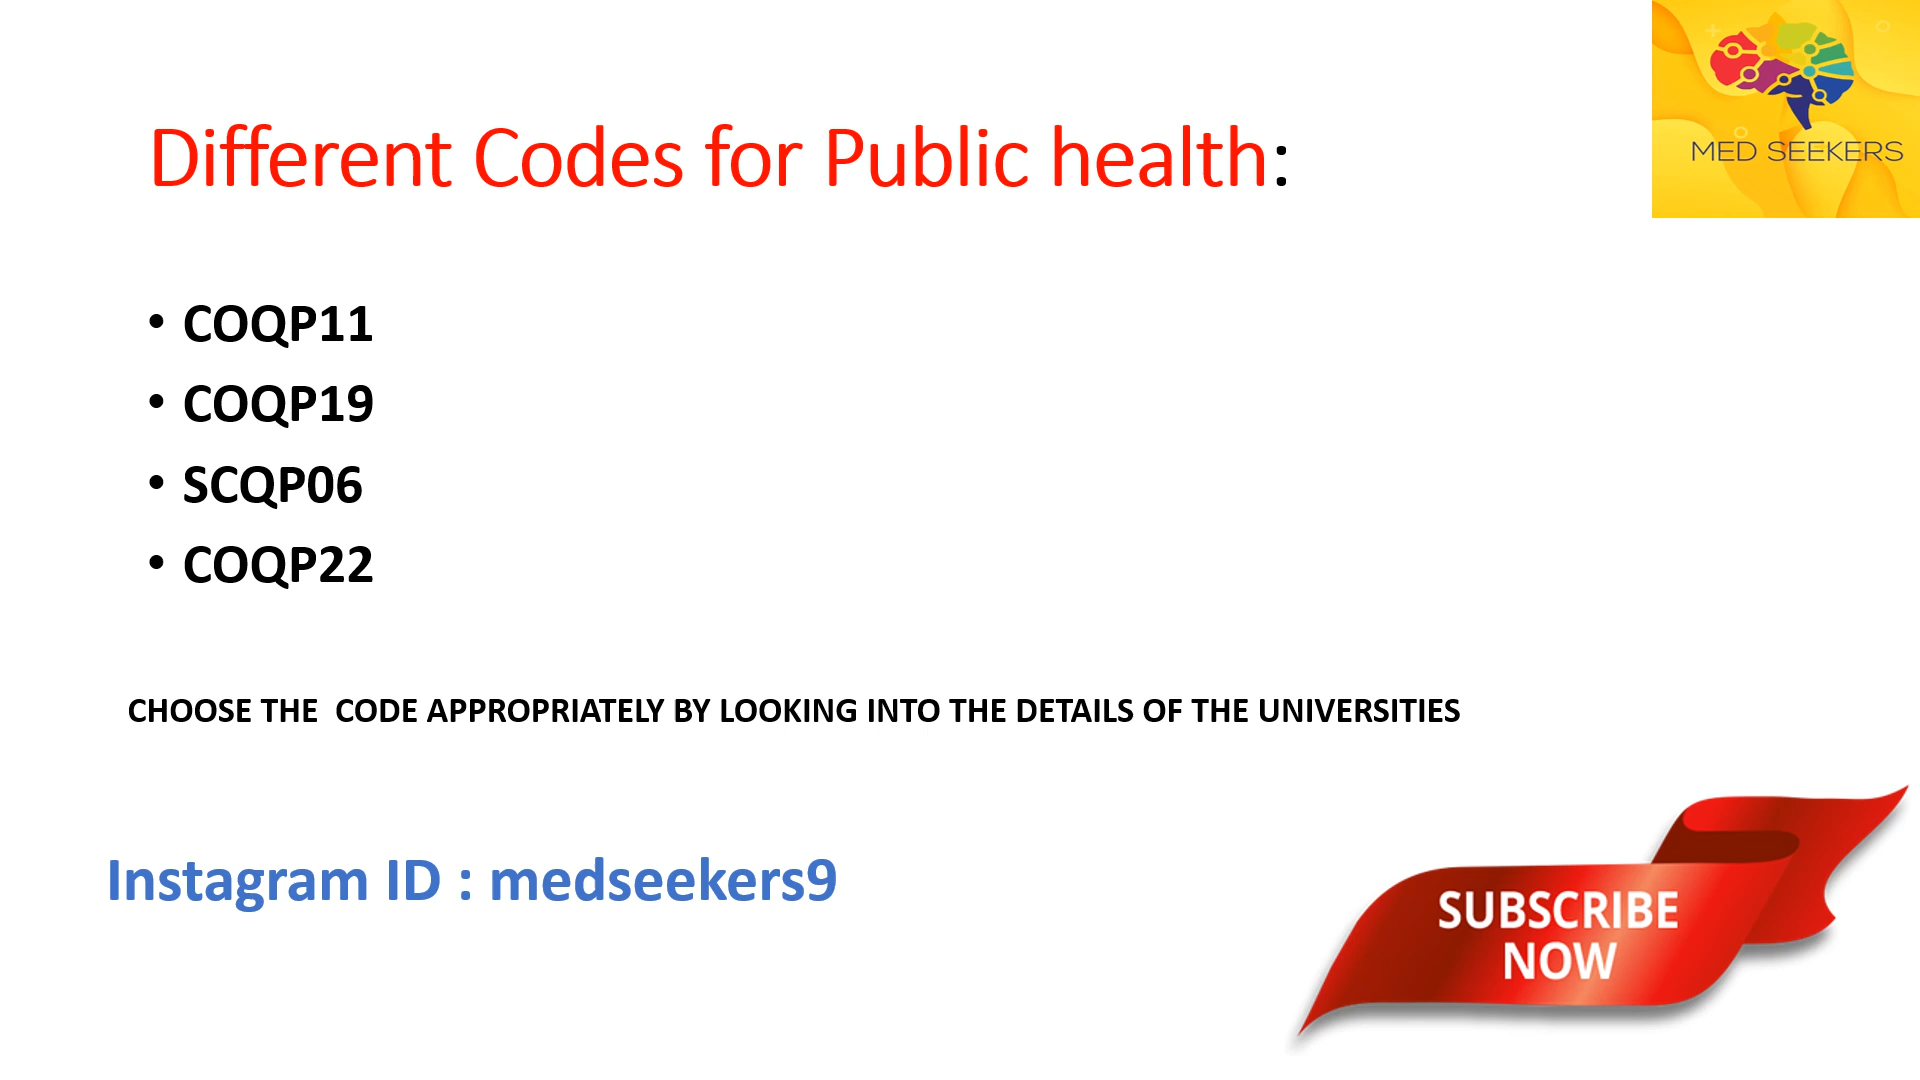 MED SEEKERS
Different Codes for Public health:
• COQP11
• COQP19
• SCQP06
• COQP22
CHOOSE THE  CODE APPROPRIATELY BY LOOKING INTO THE DETAILS OF THE UNIVERSITIES
Instagram ID : medseekers9
SUBSCRIBE
NOW